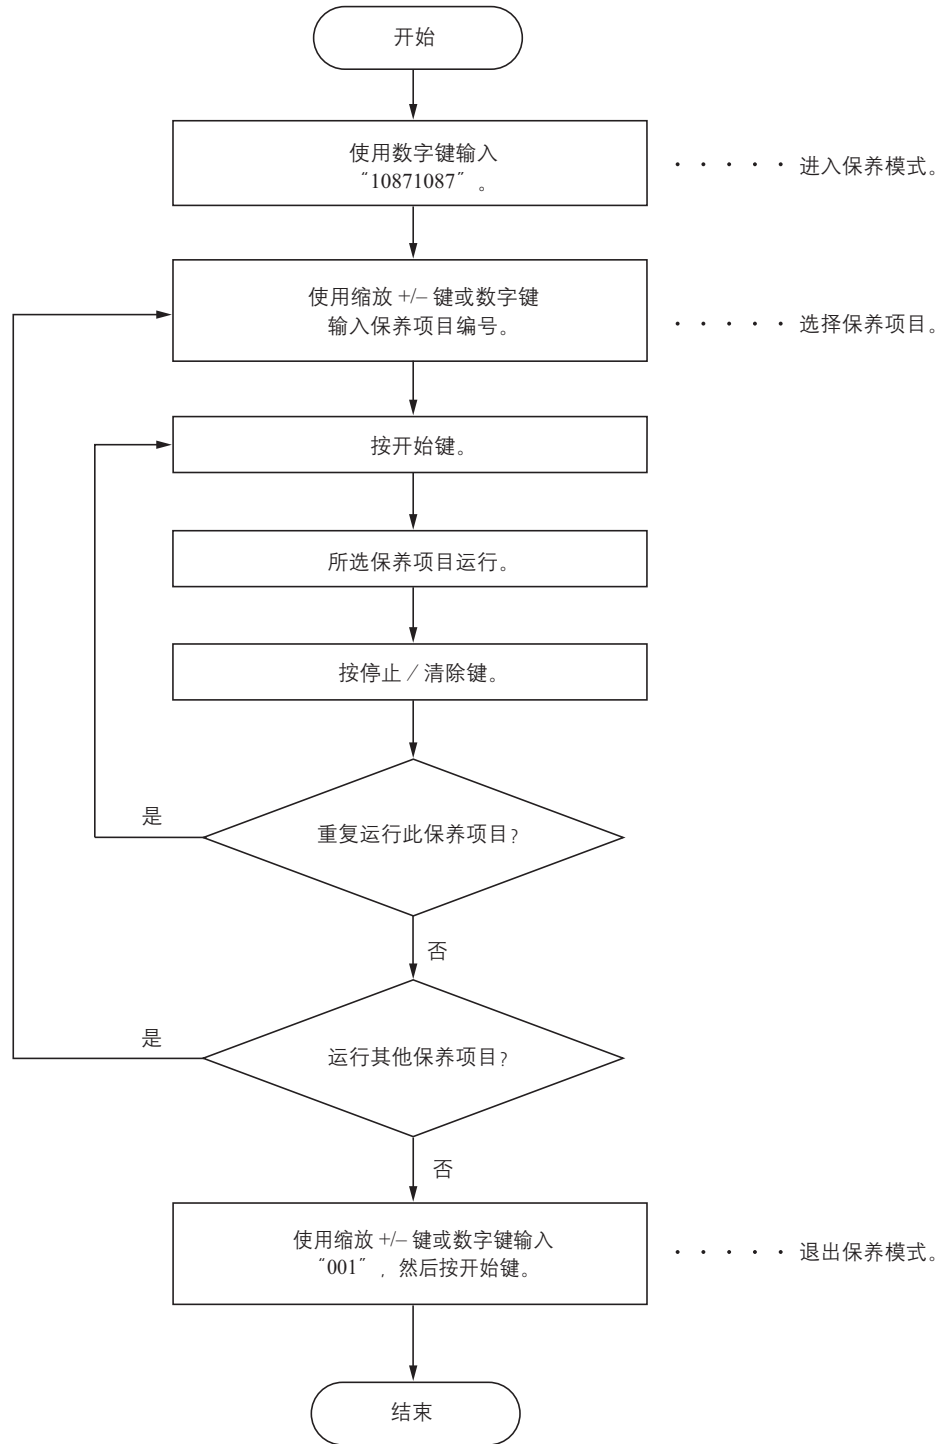 开始
使用数字键输入
“10871087”。
· · · · · 进入保养模式。
使用缩放 +/– 键或数字键
输入保养项目编号。
· · · · · 选择保养项目。
按开始键。
所选保养项目运行。
按停止 / 清除键。
重复运行此保养项目?
是
否
运行其他保养项目?
是
否
使用缩放 +/– 键或数字键输入
“001”, 然后按开始键。
· · · · · 退出保养模式。
结束